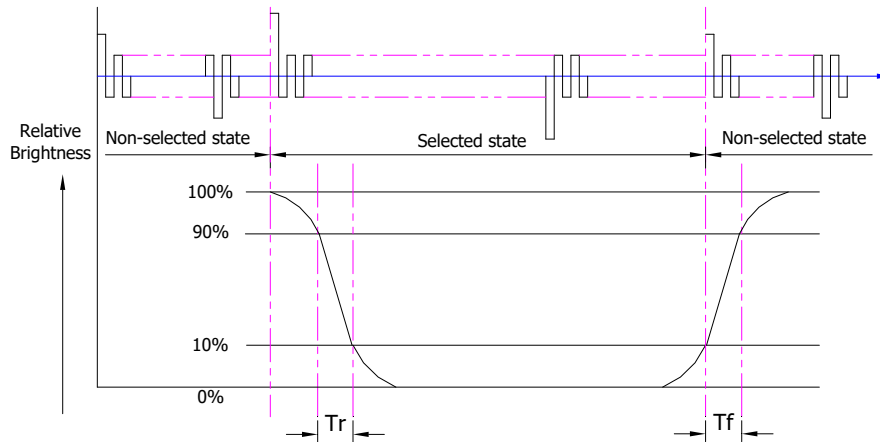 Relative
Brightness
Non-selected state
Selected state
Non-selected state
100%
90%
10%
0%
Tr
Tf